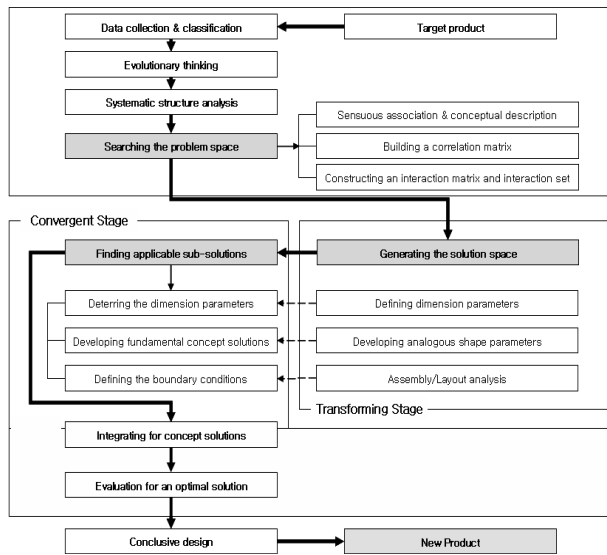 Data collection & classification
Target product
Evolutionary thinking
Systematic structure analysis
Searching the problem space
Sensuous association & conceptual description
Building a correlation matrix
Constructing an interaction matrix and interaction set
Convergent Stage
Finding applicable sub-solutions
Generating the solution space
Deterring the dimension parameters
Defining dimension parameters
Developing fundamental concept solutions
Developing analogous shape parameters
Defining the boundary conditions
Assembly/Layout analysis
Transforming Stage
Integrating for concept solutions
Evaluation for an optimal solution
Conclusive design
New Product